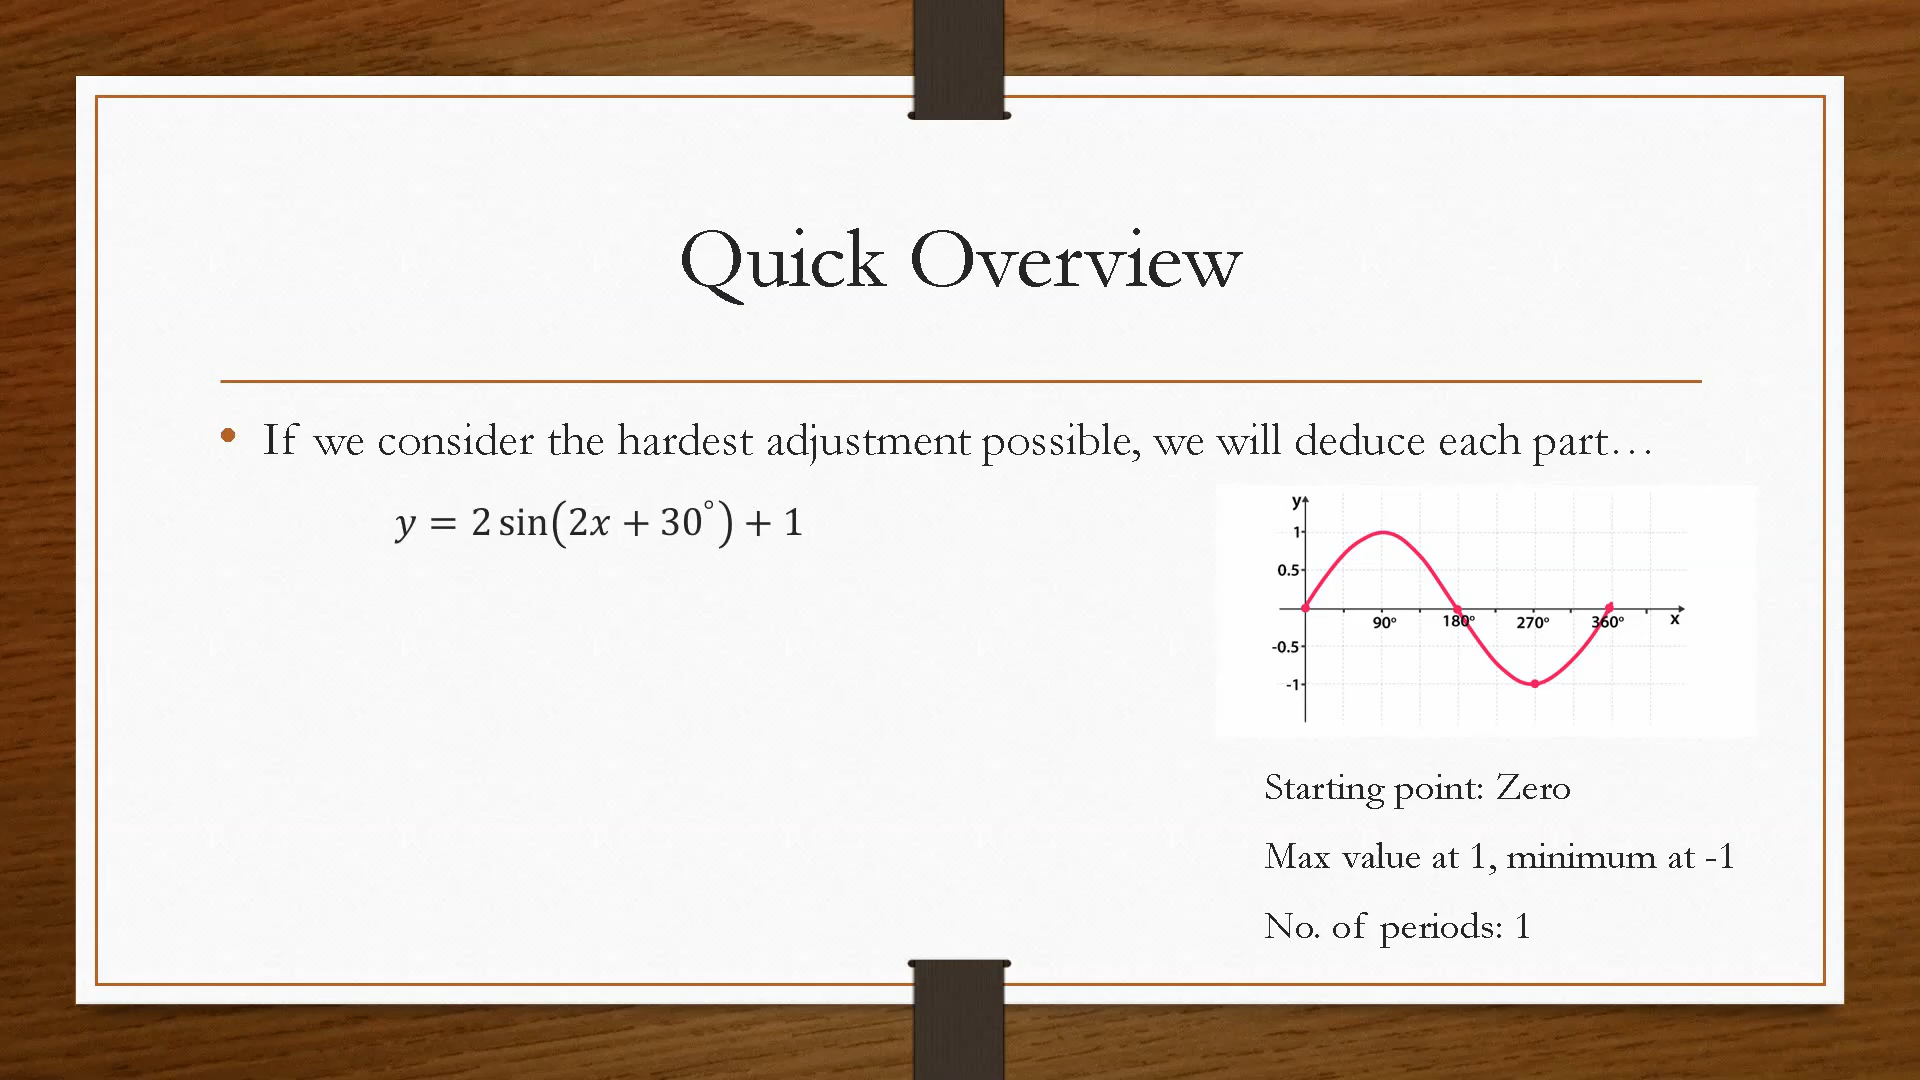 Quick Overview
• If we consider the hardest adjustment possible, we will deduce each part…
y = 2 sin(2x + 30°) + 1
y
1
0.5
-0.5
-1
90° 180° 270° 360° x
Starting point: Zero
Max value at 1, minimum at -1
No. of periods: 1